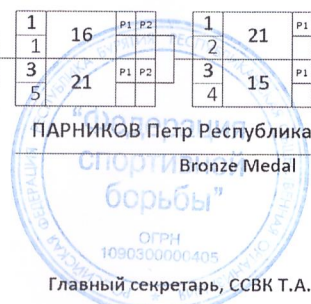 1 16 P1 P2 1 21 P1
1 2
3 21 P1 P2 3 15 P1
5 4
ПАРНИКОВ Петр Республика
Bronze Medal
"Федерация
спортивной
борьбы"
ОГРН
1090300000405
Главный секретарь, ССВК Т.А.